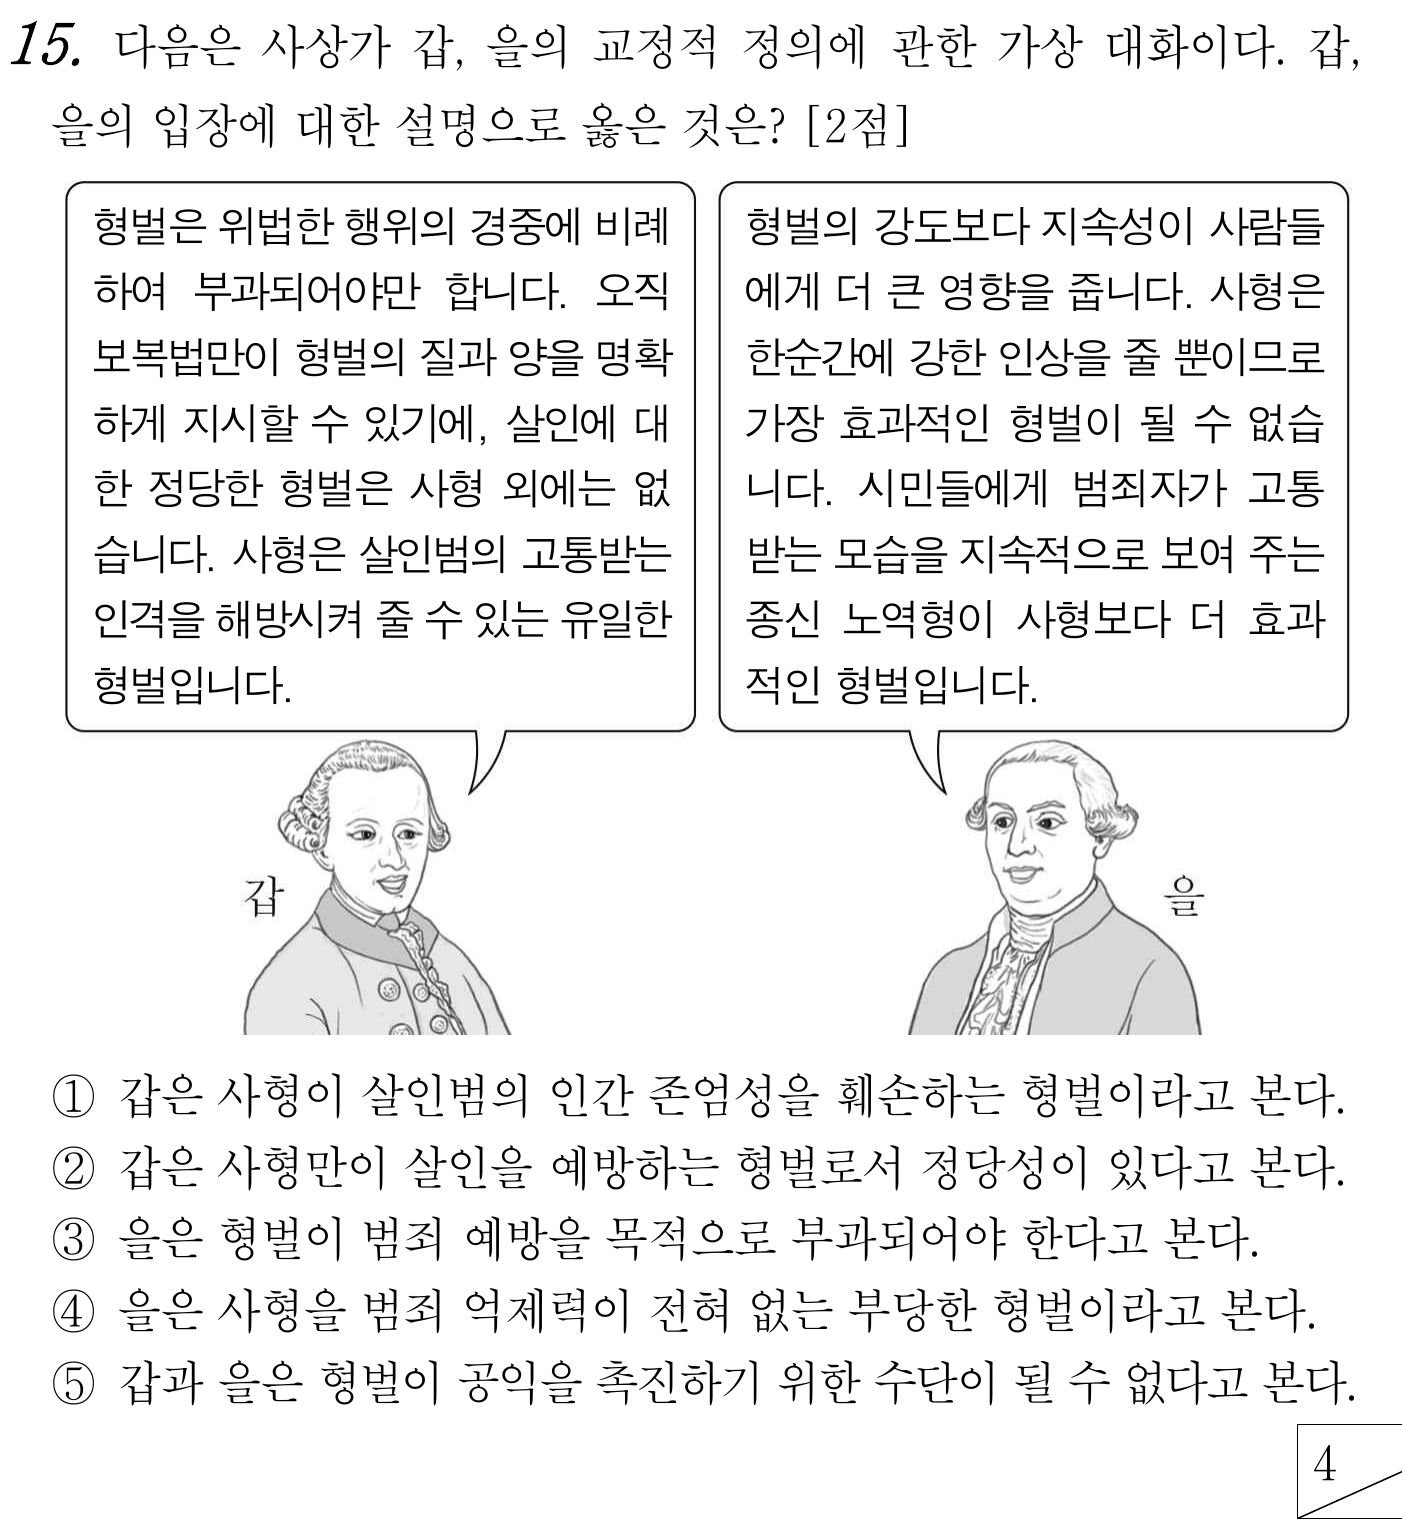 15. 다음은 사상가 갑, 을의 교정적 정의에 관한 가상 대화이다. 갑,
을의 입장에 대한 설명으로 옳은 것은? [2점]
형벌은 위법한 행위의 경중에 비례
하여 부과되어야만 합니다. 오직
보복법만이 형벌의 질과 양을 명확
하게 지시할 수 있기에, 살인에 대
한 정당한 형벌은 사형 외에는 없
습니다. 사형은 살인범의 고통받는
인격을 해방시켜 줄 수 있는 유일한
형벌입니다.
형벌의 강도보다 지속성이 사람들
에게 더 큰 영향을 줍니다. 사형은
한순간에 강한 인상을 줄 뿐이므로
가장 효과적인 형벌이 될 수 없습
니다. 시민들에게 범죄자가 고통
받는 모습을 지속적으로 보여 주는
종신 노역형이 사형보다 더 효과
적인 형벌입니다.
갑
을
① 갑은 사형이 살인범의 인간 존엄성을 훼손하는 형벌이라고 본다.
② 갑은 사형만이 살인을 예방하는 형벌로서 정당성이 있다고 본다.
③ 을은 형벌이 범죄 예방을 목적으로 부과되어야 한다고 본다.
④ 을은 사형을 범죄 억제력이 전혀 없는 부당한 형벌이라고 본다.
⑤ 갑과 을은 형벌이 공익을 촉진하기 위한 수단이 될 수 없다고 본다.
4